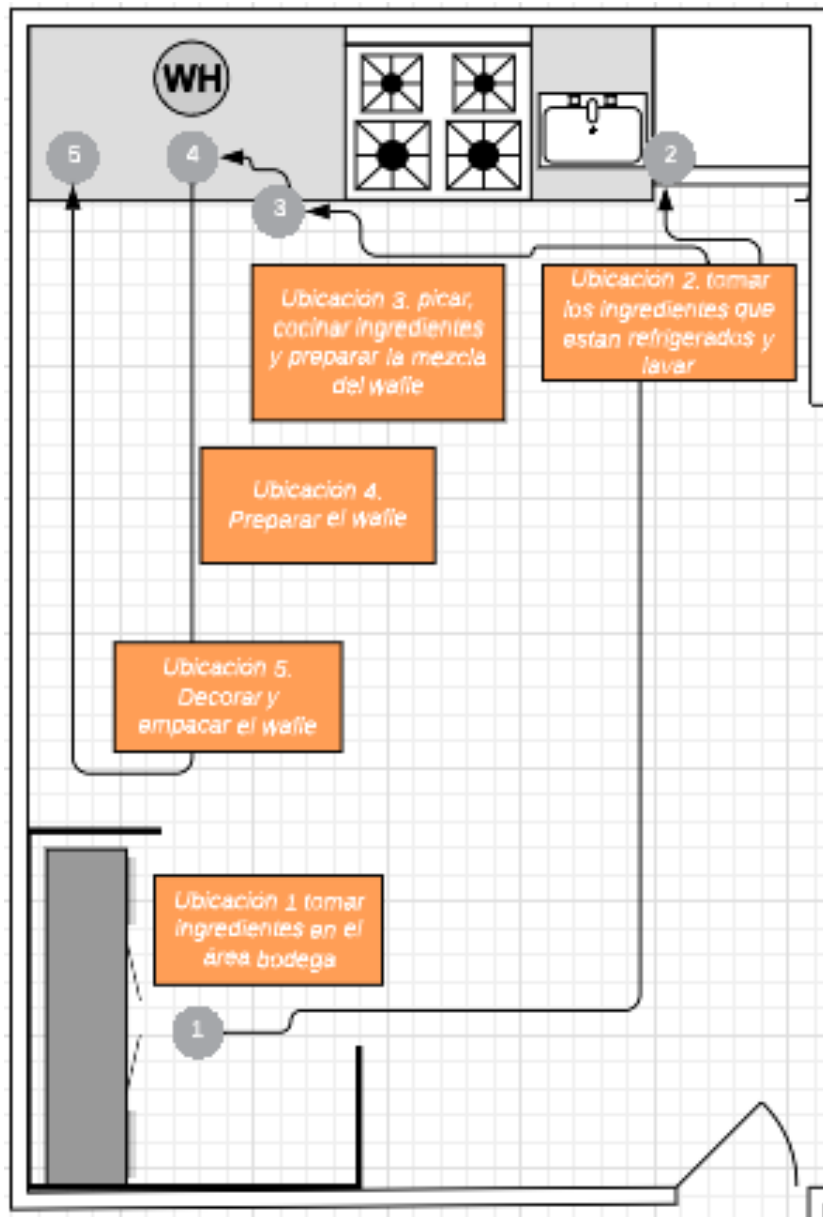 WH
5
4
2
3
Ubicación 3. picar,
cocinar ingredientes
y preparar la mezcla
del wafle
Ubicación 2. tomar
los ingredientes que
estan refrigerados y
lavar
Ubicación 4.
Preparar el wafle
Ubicación 5.
Decorar y
empacar el wafle
Ubicación 1 tomar
ingredientes en el
área bodega
1